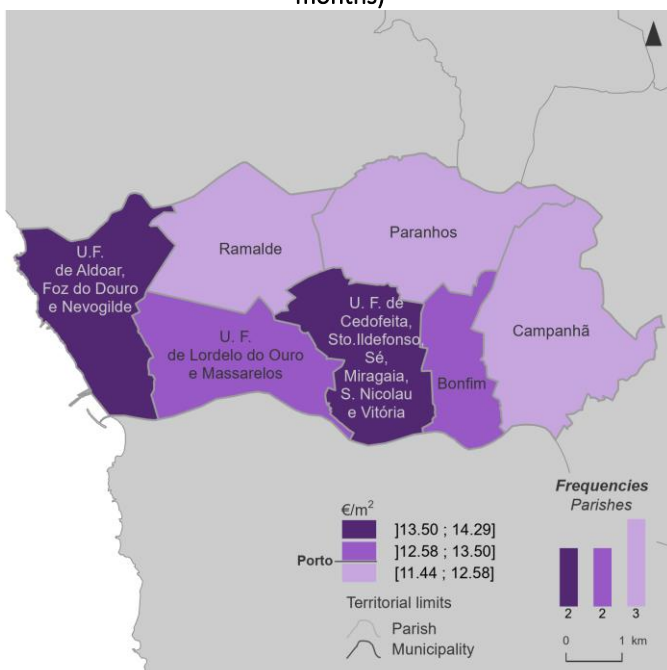 months)
U.F.
de Aldoar,
Foz do Douro
e Nevogilde
Ramalde
Paranhos
U. F.
de Lordelo do Ouro
e Massarelos
U. F. de
Cedofeita,
Sto.Ildefonso,
Sé,
Miragaia,
S. Nicolau
e Vitória
Bonfim
Campanhã
€/m²
]13.50 ; 14.29]
]12.58 ; 13.50]
Porto
[11.44 ; 12.58]
Territorial limits
Parish
Municipality
Frequencies
Parishes
2 2 3
0 1 km